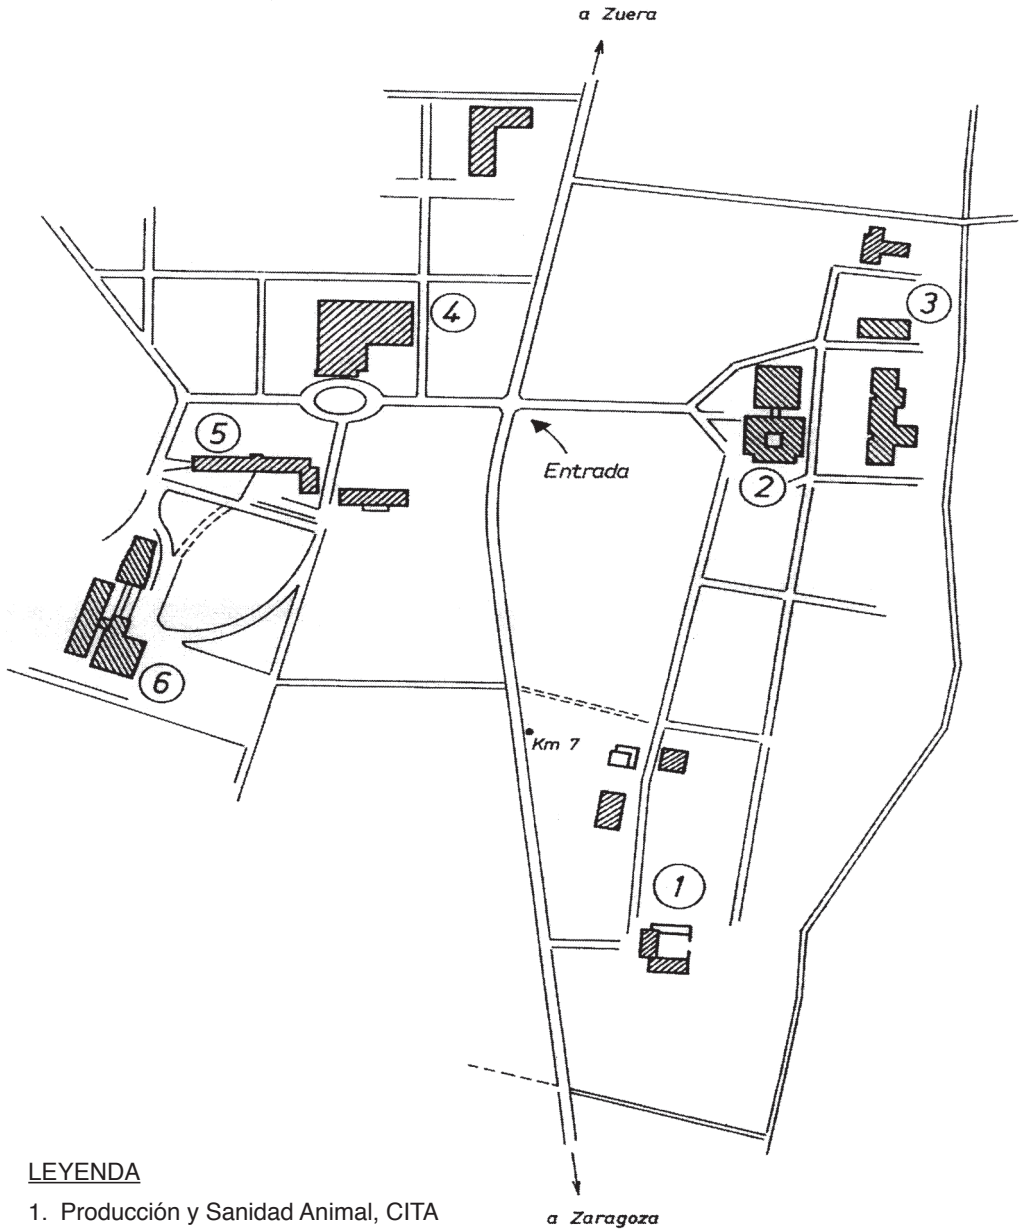 a Zuera
3
4
5
Entrada
2
6
Km 7
1
LEYENDA
1. Producción y Sanidad Animal, CITA
a Zaragoza